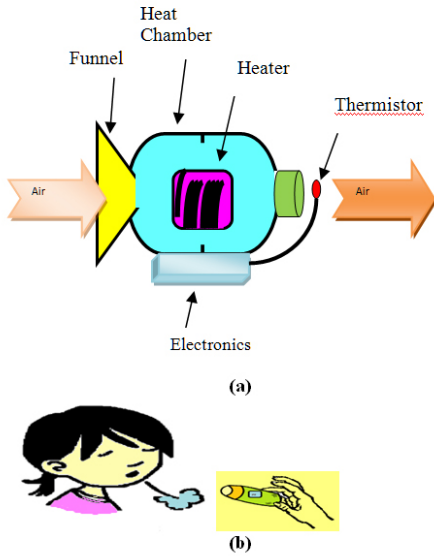 Heat
Chamber
Funnel
Heater
Thermistor
Air
Air
Electronics
(a)
(b)